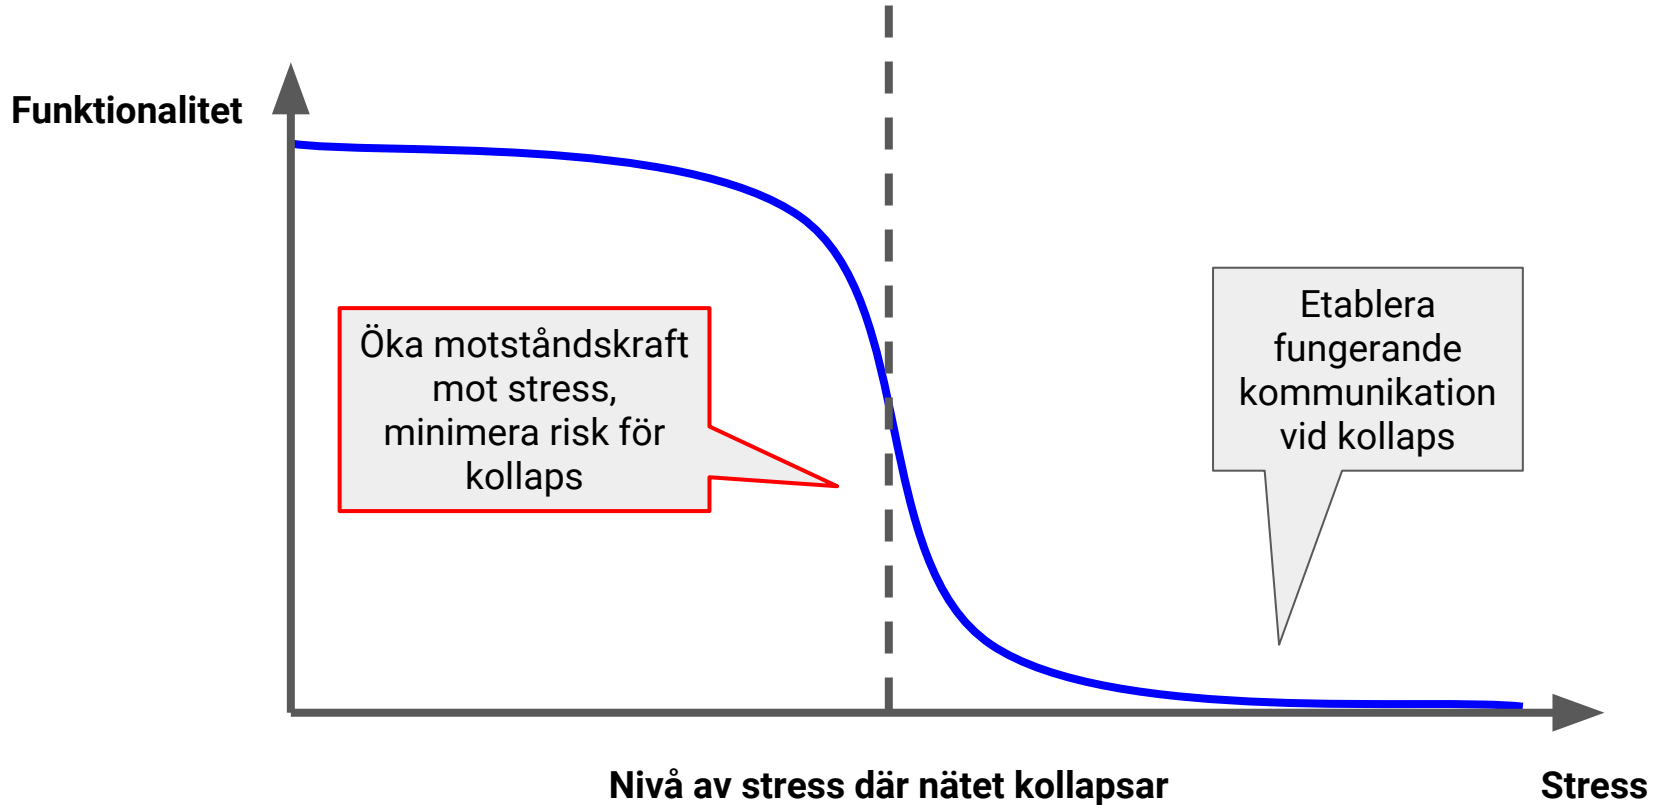 Funktionalitet
Öka motståndskraft
mot stress,
minimera risk för
kollaps
Etablera
fungerande
kommunikation
vid kollaps
Nivå av stress där nätet kollapsar
Stress